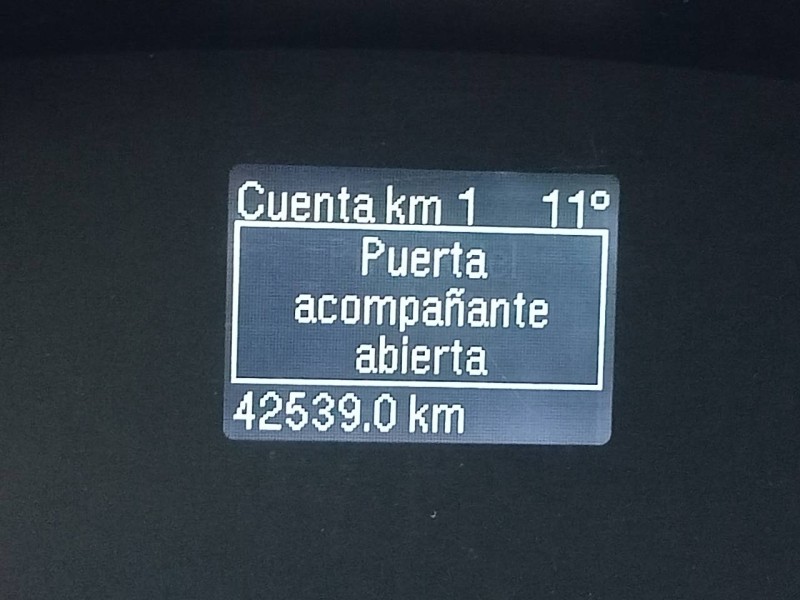 Cuenta km 1 11°
Puerta
acompañante
abierta
42539.0 km